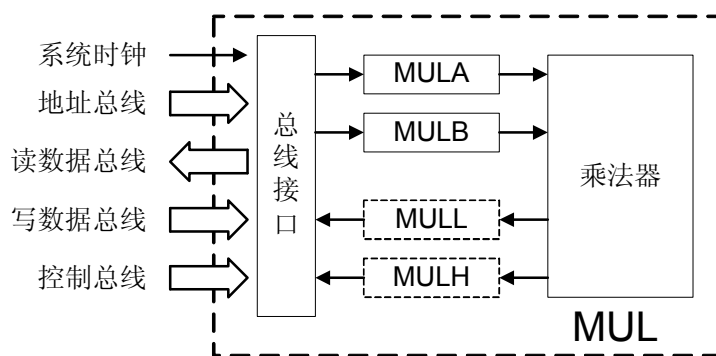 系统时钟
地址总线
读数据总线
写数据总线
控制总线
总线接口
MULA
MULB
MULL
MULH
乘法器
MUL